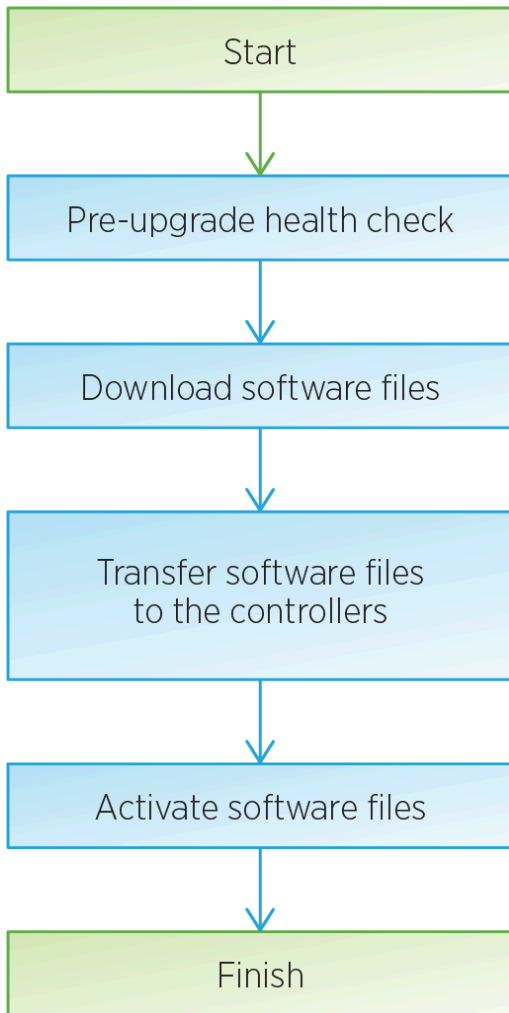 Start
Pre-upgrade health check
Download software files
Transfer software files
to the controllers
Activate software files
Finish